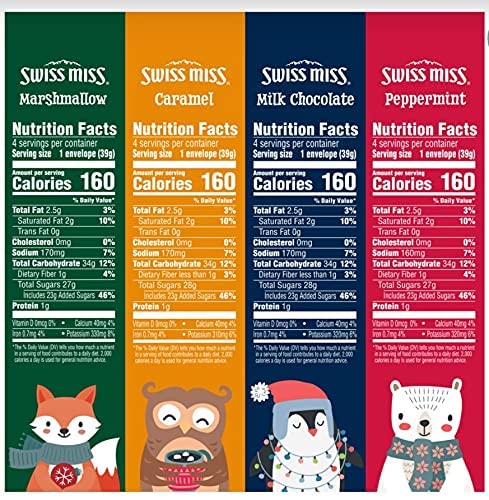 SWISS MISS®
Marshmallow
Nutrition Facts
4 servings per container
Serving size 1 envelope (39g)
Amount per serving
Calories 160
% Daily Value*
Total Fat 2.5g 3%
Saturated Fat 2g 10%
Trans Fat 0g
Cholesterol 0mg 0%
Sodium 170mg 7%
Total Carbohydrate 34g 12%
Dietary Fiber 1g 4%
Total Sugars 27g
Includes 23g Added Sugars 46%
Protein 1g
Vitamin D 0mcg 0% • Calcium 40mg 4%
Iron 0.7mg 4% • Potassium 330mg 8%
*The % Daily Value (DV) tells you how much a nutrient
in a serving of food contributes to a daily diet. 2,000
calories a day is used for general nutrition advice.
SWISS MISS®
Caramel
Nutrition Facts
4 servings per container
Serving size 1 envelope (39g)
Amount per serving
Calories 160
% Daily Value*
Total Fat 2.5g 3%
Saturated Fat 2g 10%
Trans Fat 0g
Cholesterol 0mg 0%
Sodium 170mg 7%
Total Carbohydrate 34g 12%
Dietary Fiber less than 1g 3%
Total Sugars 28g
Includes 23g Added Sugars 46%
Protein 1g
Vitamin D 0mcg 0% • Calcium 40mg 4%
Iron 0.7mg 4% • Potassium 310mg 6%
*The % Daily Value (DV) tells you how much a nutrient
in a serving of food contributes to a daily diet. 2,000
calories a day is used for general nutrition advice.
SWISS MISS®
Milk Chocolate
Nutrition Facts
4 servings per container
Serving size 1 envelope (39g)
Amount per serving
Calories 160
% Daily Value*
Total Fat 2.5g 3%
Saturated Fat 2g 10%
Trans Fat 0g
Cholesterol 0mg 0%
Sodium 170mg 7%
Total Carbohydrate 34g 12%
Dietary Fiber less than 1g 3%
Total Sugars 28g
Includes 23g Added Sugars 46%
Protein 1g
Vitamin D 0mcg 0% • Calcium 40mg 4%
Iron 0.7mg 4% • Potassium 320mg 6%
*The % Daily Value (DV) tells you how much a nutrient
in a serving of food contributes to a daily diet. 2,000
calories a day is used for general nutrition advice.
SWISS MISS®
Peppermint
Nutrition Facts
4 servings per container
Serving size 1 envelope (39g)
Amount per serving
Calories 160
% Daily Value*
Total Fat 2.5g 3%
Saturated Fat 2g 10%
Trans Fat 0g
Cholesterol 0mg 0%
Sodium 160mg 7%
Total Carbohydrate 34g 12%
Dietary Fiber 1g 4%
Total Sugars 27g
Includes 23g Added Sugars 46%
Protein 1g
Vitamin D 0mcg 0% • Calcium 40mg 4%
Iron 0.7mg 4% • Potassium 320mg 6%
*The % Daily Value (DV) tells you how much a nutrient
in a serving of food contributes to a daily diet. 2,000
calories a day is used for general nutrition advice.